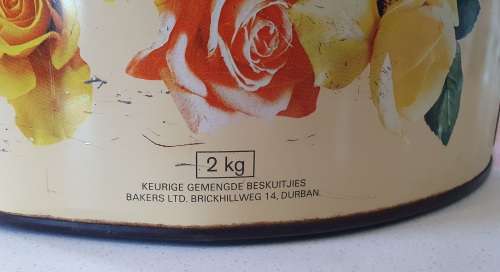 2 kg
KEURIGE GEMENGDE BESKUITJIES
BAKERS LTD. BRICKHILLWEG 14, DURBAN.